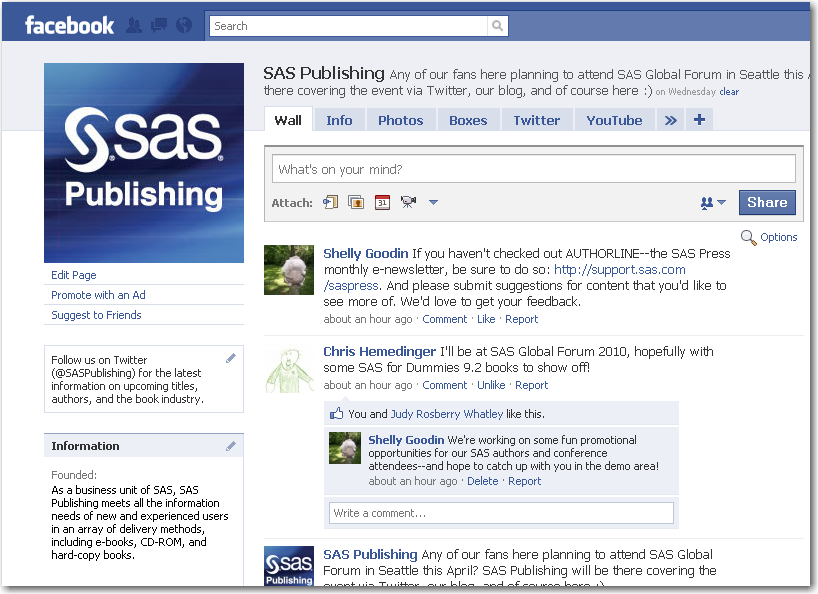 facebook
Search
SAS Publishing Any of our fans here planning to attend SAS Global Forum in Seattle this
there covering the event via Twitter, our blog, and of course here :) on Wednesday clear
Wall Info Photos Boxes Twitter YouTube » +
What's on your mind?
Attach: 31 Share
Options
sas
Publishing
Edit Page
Promote with an Ad
Suggest to Friends
Follow us on Twitter
(@SASPublishing) for the latest
information on upcoming titles,
authors, and the book industry.
Information
Founded:
As a business unit of SAS, SAS
Publishing meets all the information
needs of new and experienced users
in an array of delivery methods,
including e-books, CD-ROM, and
hard-copy books.
Shelly Goodin If you haven't checked out AUTHORLINE--the SAS Press
monthly e-newsletter, be sure to do so: http://support.sas.com
/saspress. And please submit suggestions for content that you'd like to
see more of. We'd love to get your feedback.
about an hour ago · Comment · Like · Report
Chris Hemedinger I'll be at SAS Global Forum 2010, hopefully with
some SAS for Dummies 9.2 books to show off!
about an hour ago · Comment · Unlike · Report
You and Judy Rosberry Whatley like this.
Shelly Goodin We're working on some fun promotional
opportunities for our SAS authors and conference
attendees--and hope to catch up with you in the demo area!
about an hour ago · Delete · Report
Write a comment...
sas
Publishing
SAS Publishing Any of our fans here planning to attend SAS Global
Forum in Seattle this April? SAS Publishing will be there covering the
event via Twitter, our blog, and of course here :)